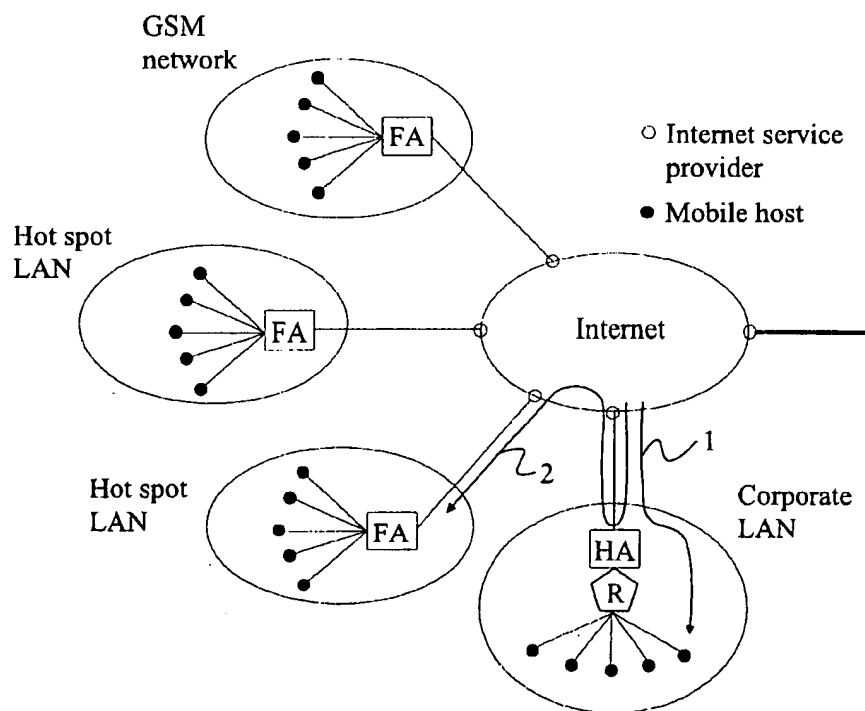 GSM
network
FA
Internet service
provider
Mobile host
Hot spot
LAN
FA
Internet
Hot spot
LAN
FA
2
1
Corporate
LAN
HA
R